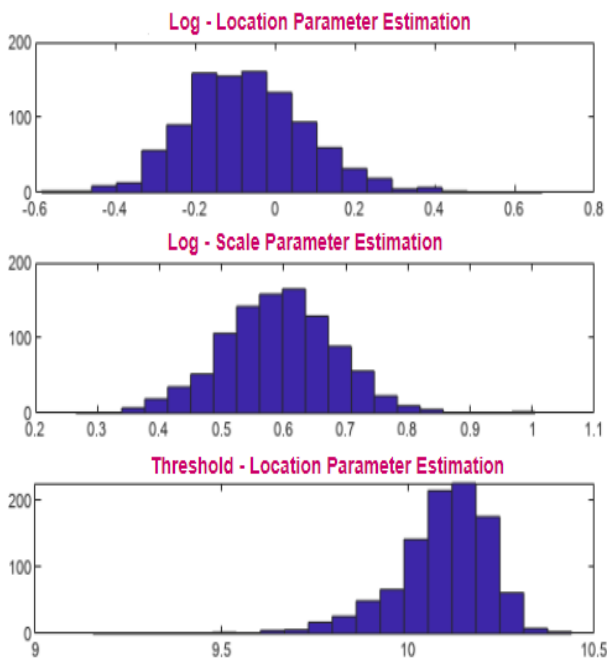 Log - Location Parameter Estimation
200
100
0
-0.6 -0.4 -0.2 0 0.2 0.4 0.6 0.8
Log - Scale Parameter Estimation
200
100
0
0.2 0.3 0.4 0.5 0.6 0.7 0.8 0.9 1 1.1
Threshold - Location Parameter Estimation
200
100
0
9 9.5 10 10.5